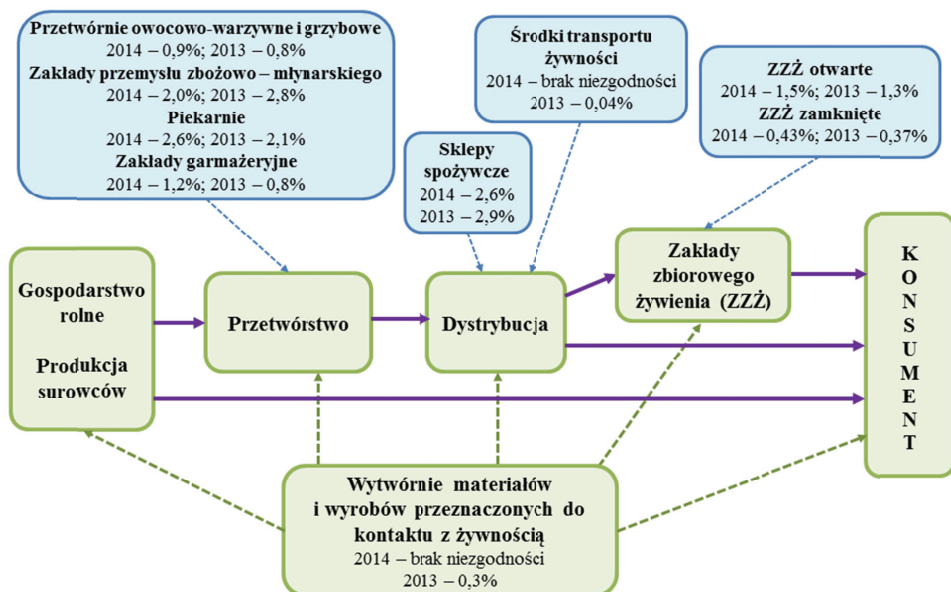 Przetwórnie owocowo-warzywne i grzybowe
2014 – 0,9%; 2013 – 0,8%
Zakłady przemysłu zbożowo – młynarskiego
2014 – 2,0%; 2013 – 2,8%
Piekarnie
2014 – 2,6%; 2013 – 2,1%
Zakłady garmażeryjne
2014 – 1,2%; 2013 – 0,8%
Sklepy
spożywcze
2014 – 2,6%
2013 – 2,9%
Środki transportu
żywności
2014 – brak niezgodności
2013 – 0,04%
ZZŻ otwarte
2014 – 1,5%; 2013 – 1,3%
ZZŻ zamknięte
2014 – 0,43%; 2013 – 0,37%
Gospodarstwo
rolne
Produkcja
surowców
Przetwórstwo
Dystrybucja
Zakłady
zbiorowego
żywienia (ZZŻ)
K
O
N
S
U
M
E
N
T
Wytwórnie materiałów
i wyrobów przeznaczonych do
kontaktu z żywnością
2014 – brak niezgodności
2013 – 0,3%